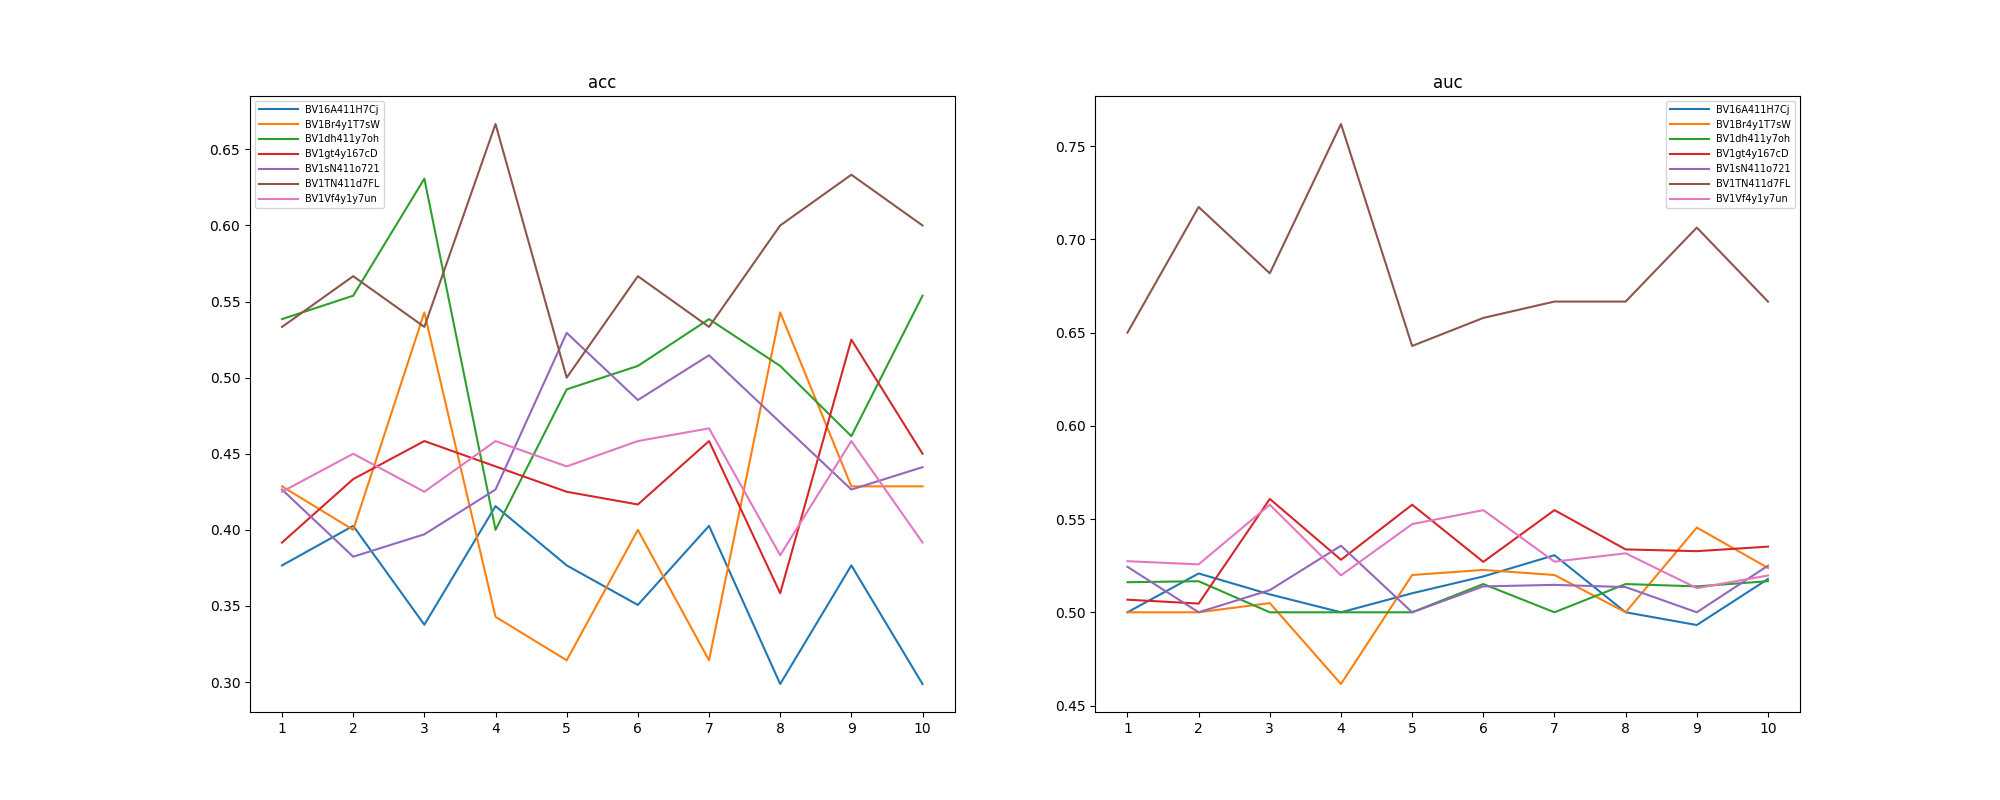 acc
BV16A411H7Cj
BV1Br4y1T7sW
BV1dh411y7oh
BV1gt4y167cD
BV1sN411o721
BV1TN411d7FL
BV1Vf4y1y7un
0.65
0.60
0.55
0.50
0.45
0.40
0.35
0.30
1 2 3 4 5 6 7 8 9 10
auc
BV16A411H7Cj
BV1Br4y1T7sW
BV1dh411y7oh
BV1gt4y167cD
BV1sN411o721
BV1TN411d7FL
BV1Vf4y1y7un
0.75
0.70
0.65
0.60
0.55
0.50
0.45
1 2 3 4 5 6 7 8 9 10